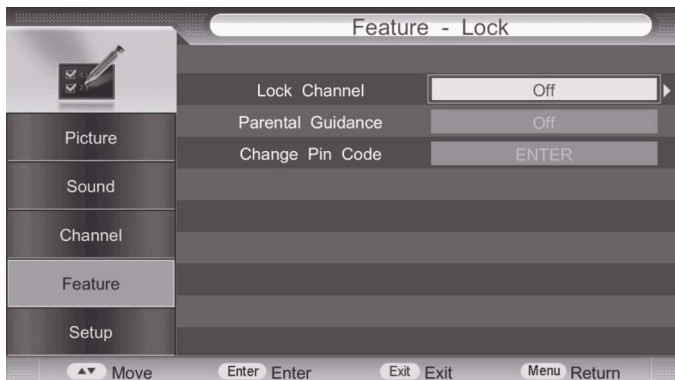 Feature - Lock
Lock Channel Off
Parental Guidance Off
Change Pin Code ENTER
Picture
Sound
Channel
Feature
Setup
Move Enter Enter Exit Exit Menu Return